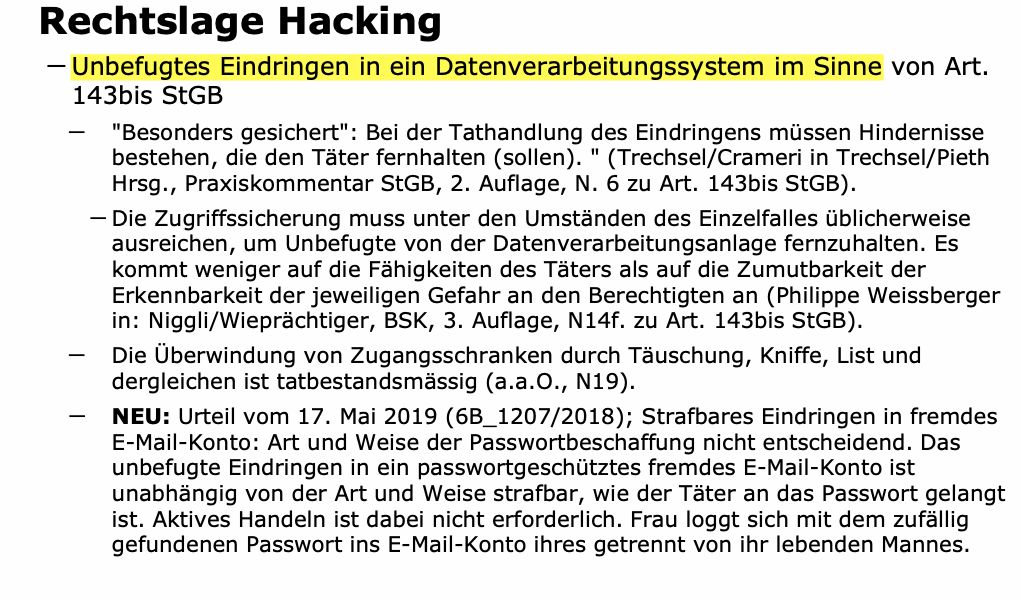 Rechtslage Hacking
– Unbefugtes Eindringen in ein Datenverarbeitungssystem im Sinne von Art.
143bis StGB
– "Besonders gesichert": Bei der Tathandlung des Eindringens müssen Hindernisse
bestehen, die den Täter fernhalten (sollen). " (Trechsel/Crameri in Trechsel/Pieth
Hrsg., Praxiskommentar StGB, 2. Auflage, N. 6 zu Art. 143bis StGB).
– Die Zugriffssicherung muss unter den Umständen des Einzelfalles üblicherweise
ausreichen, um Unbefugte von der Datenverarbeitungsanlage fernzuhalten. Es
kommt weniger auf die Fähigkeiten des Täters als auf die Zumutbarkeit der
Erkennbarkeit der jeweiligen Gefahr an den Berechtigten an (Philippe Weissberger
in: Niggli/Wieprächtiger, BSK, 3. Auflage, N14f. zu Art. 143bis StGB).
– Die Überwindung von Zugangsschranken durch Täuschung, Kniffe, List und
dergleichen ist tatbestandsmässig (a.a.O., N19).
– NEU: Urteil vom 17. Mai 2019 (6B_1207/2018); Strafbares Eindringen in fremdes
E-Mail-Konto: Art und Weise der Passwortbeschaffung nicht entscheidend. Das
unbefugte Eindringen in ein passwortgeschütztes fremdes E-Mail-Konto ist
unabhängig von der Art und Weise strafbar, wie der Täter an das Passwort gelangt
ist. Aktives Handeln ist dabei nicht erforderlich. Frau loggt sich mit dem zufällig
gefundenen Passwort ins E-Mail-Konto ihres getrennt von ihr lebenden Mannes.